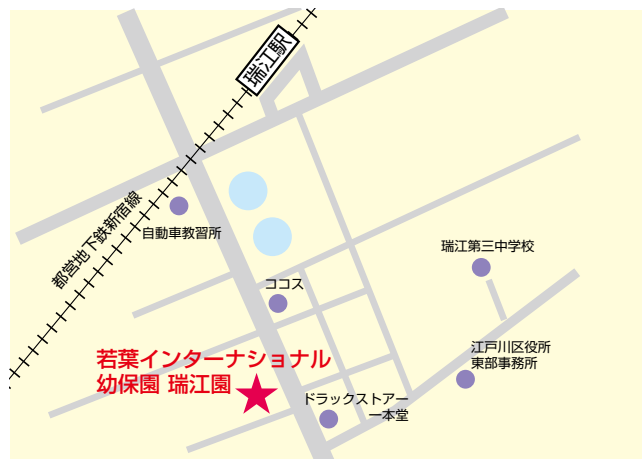 瑞江駅
都営地下鉄新宿線
自動車教習所
瑞江第三中学校
ココス
江戸川区役所
東部事務所
若葉インターナショナル
幼保園 瑞江園
ドラックストアー
一本堂